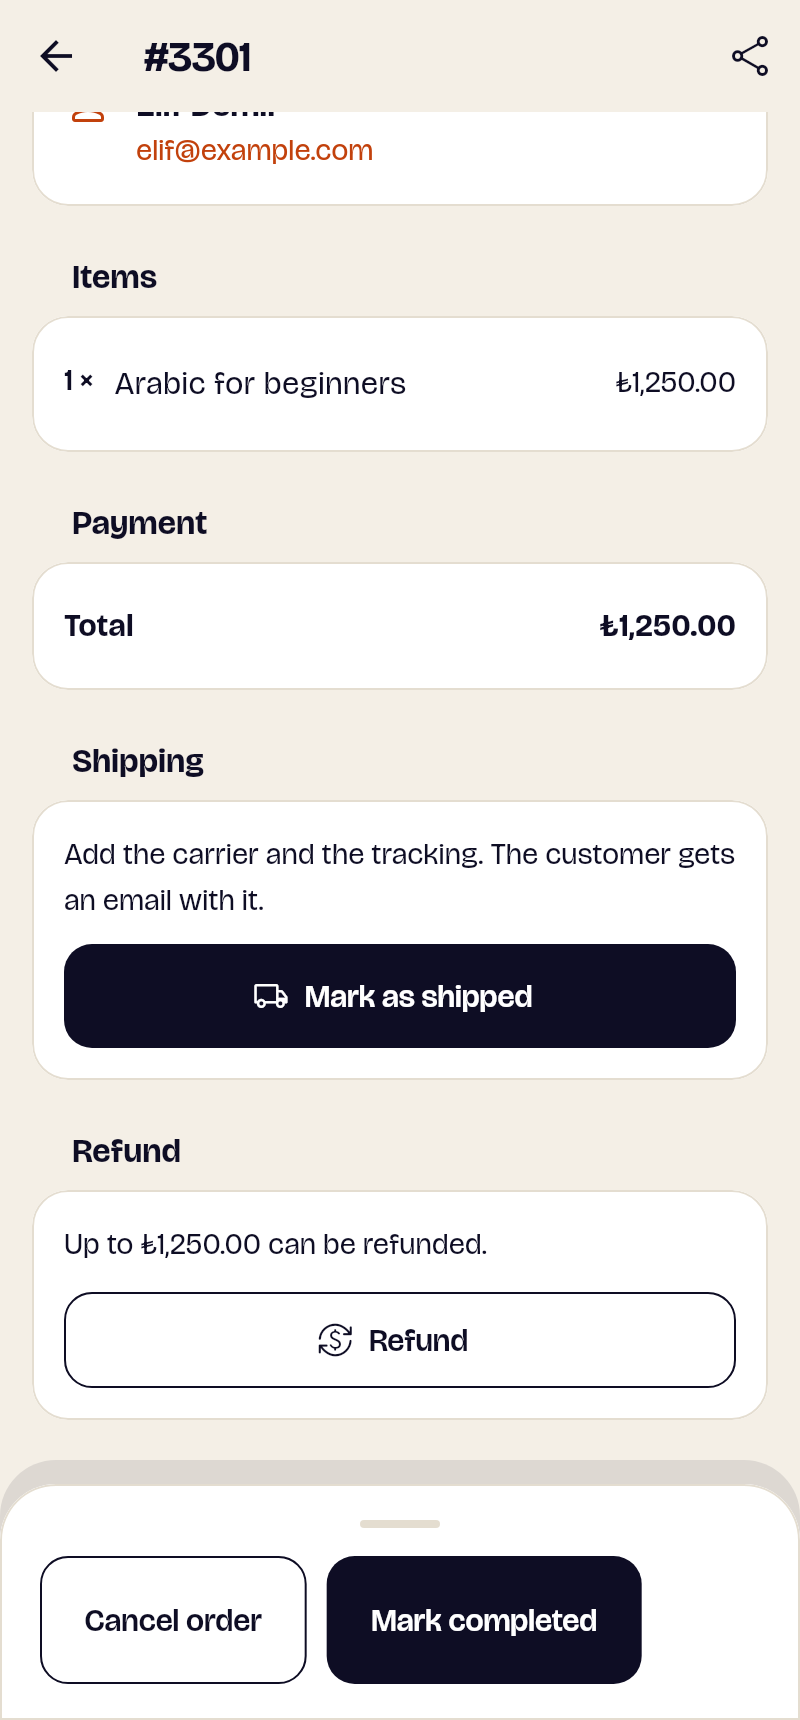 #3301
elif@example.com
Items
1 × Arabic for beginners ₺1,250.00
Payment
Total ₺1,250.00
Shipping
Add the carrier and the tracking. The customer gets
an email with it.
Mark as shipped
Refund
Up to ₺1,250.00 can be refunded.
Refund
Cancel order
Mark completed